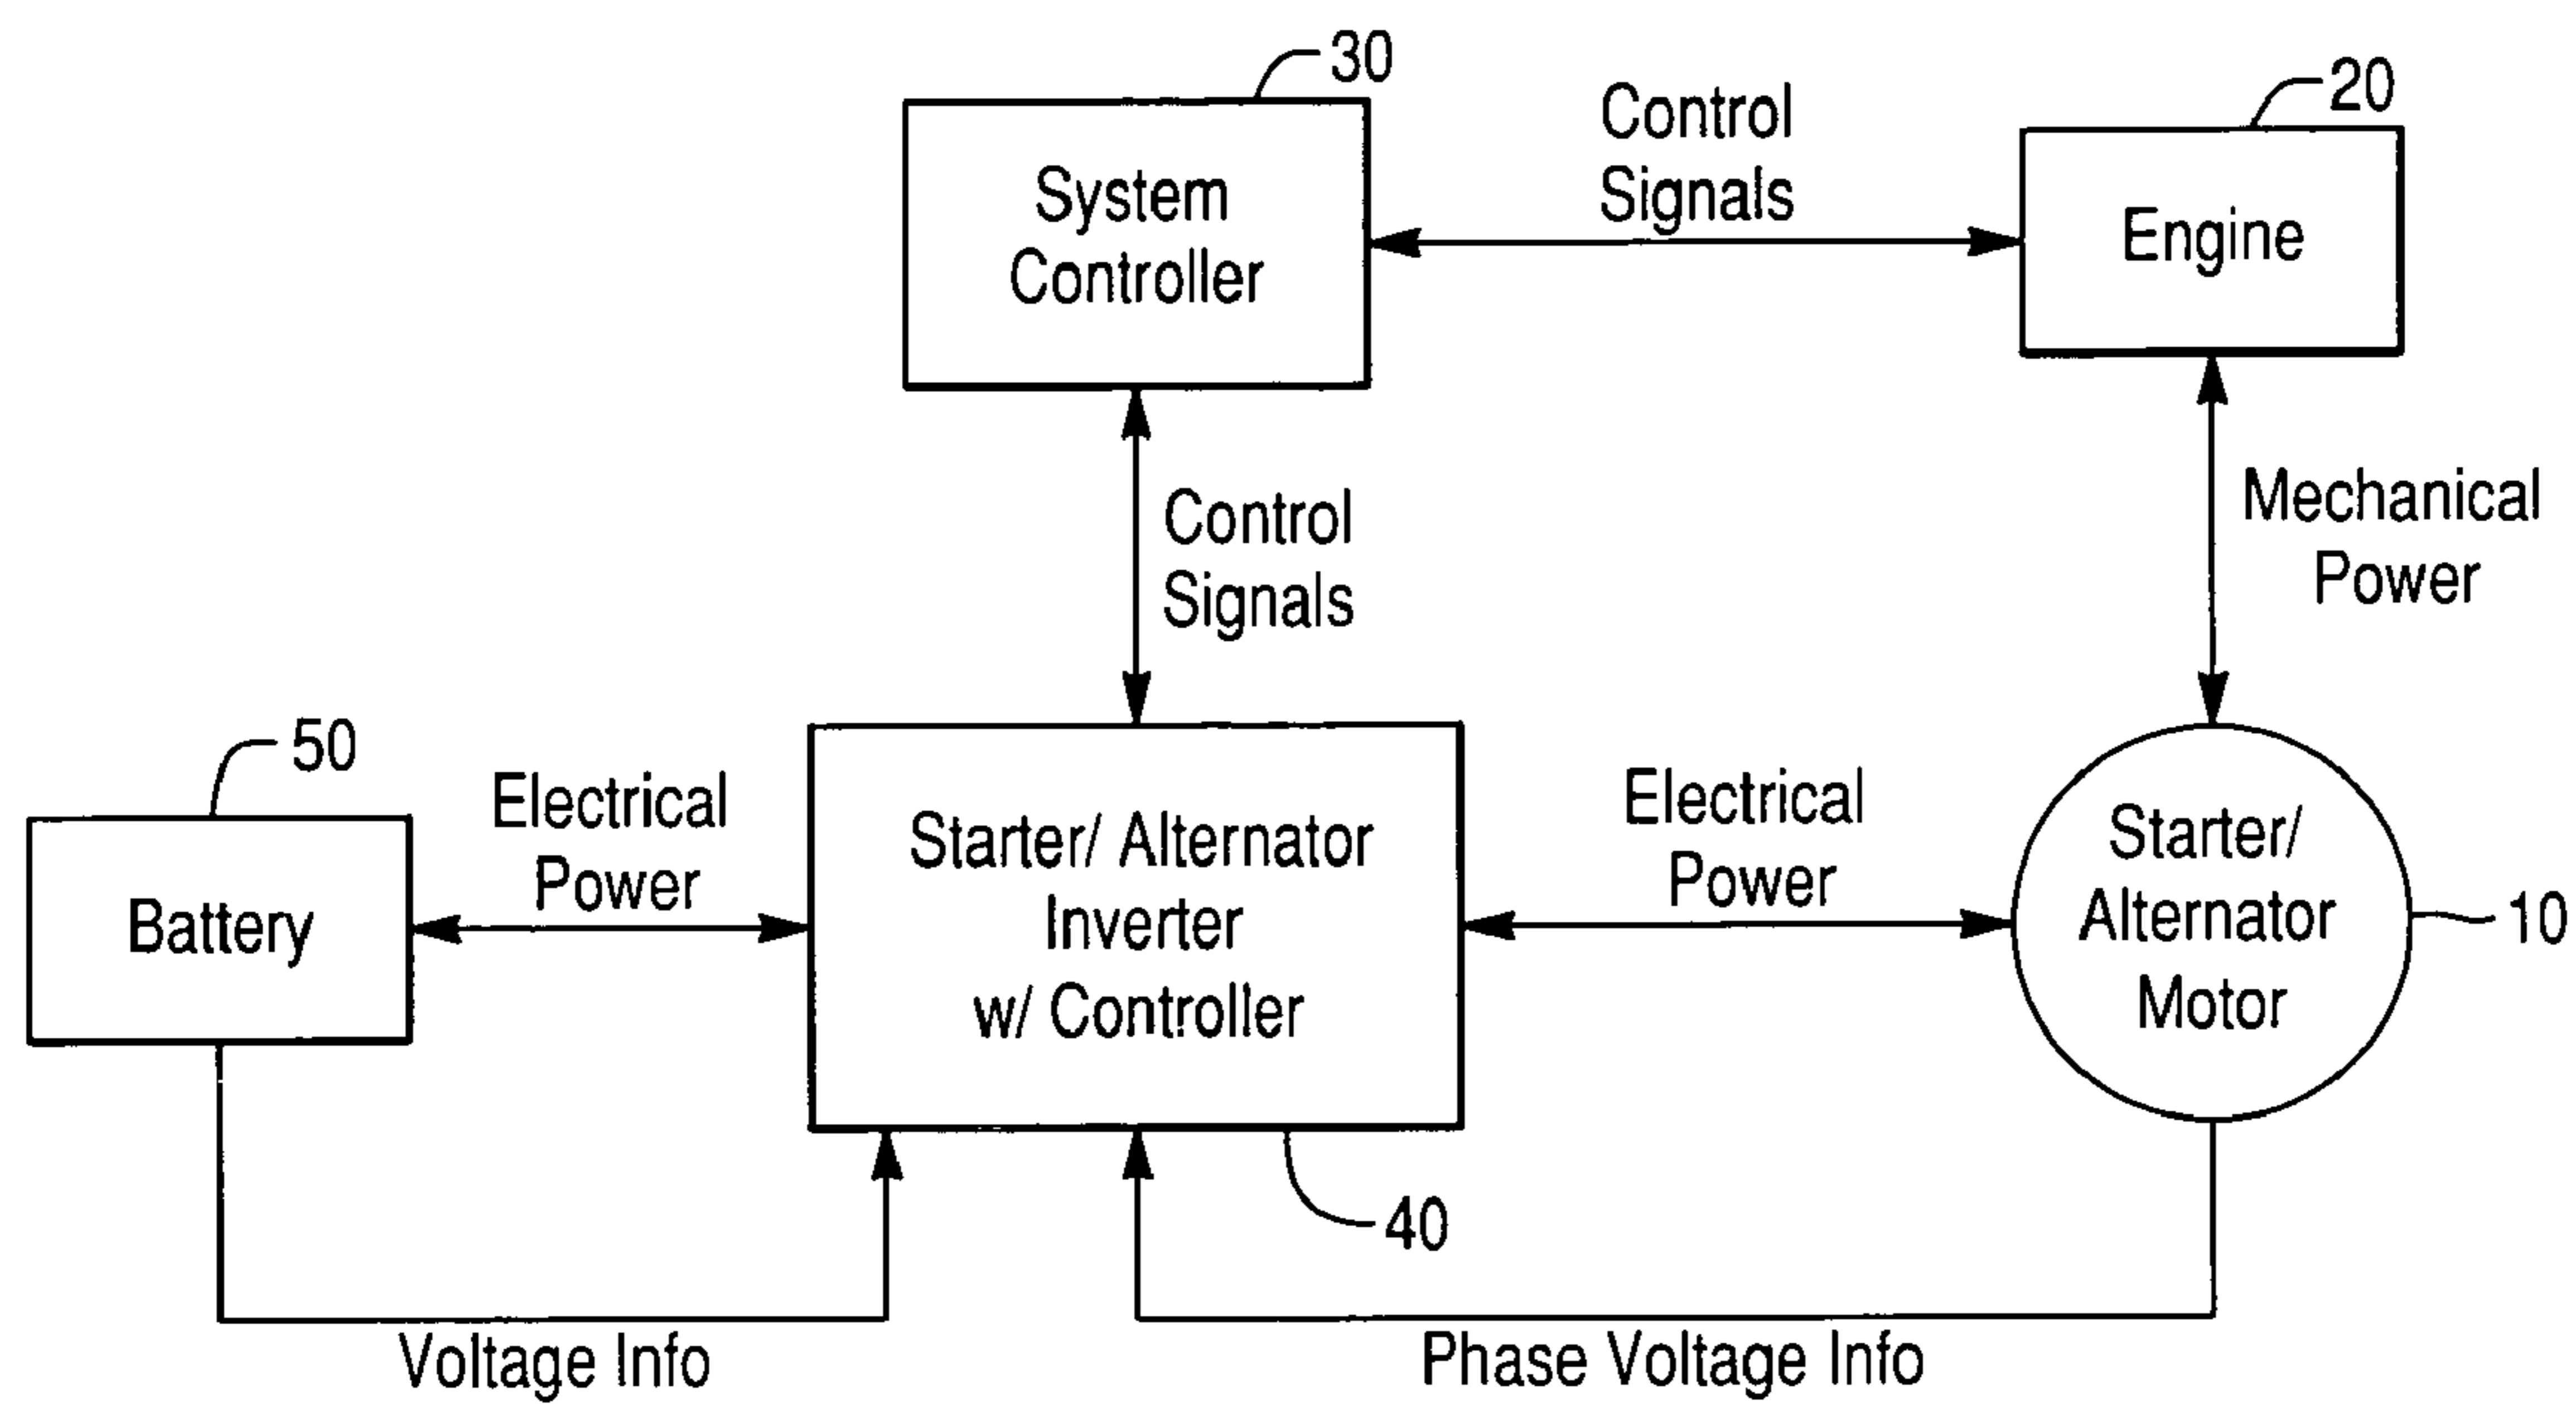 30
20
System
Controller
Control
Signals
Engine
Control
Signals
Mechanical
Power
50
Electrical
Power
Battery
Starter/ Alternator
Inverter
w/ Controller
Electrical
Power
Starter/
Alternator
Motor
10
40
Voltage Info
Phase Voltage Info